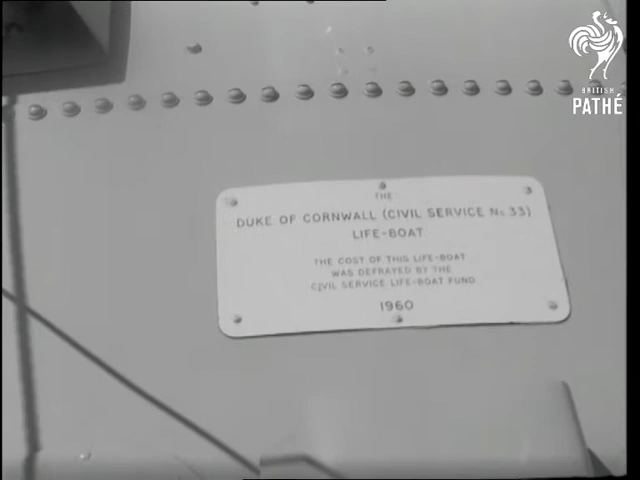 BRITISH
PATHÉ
THE
DUKE OF CORNWALL (CIVIL SERVICE No 33)
LIFE-BOAT
THE COST OF THIS LIFE-BOAT
WAS DEFRAYED BY THE
CIVIL SERVICE LIFE-BOAT FUND
1960